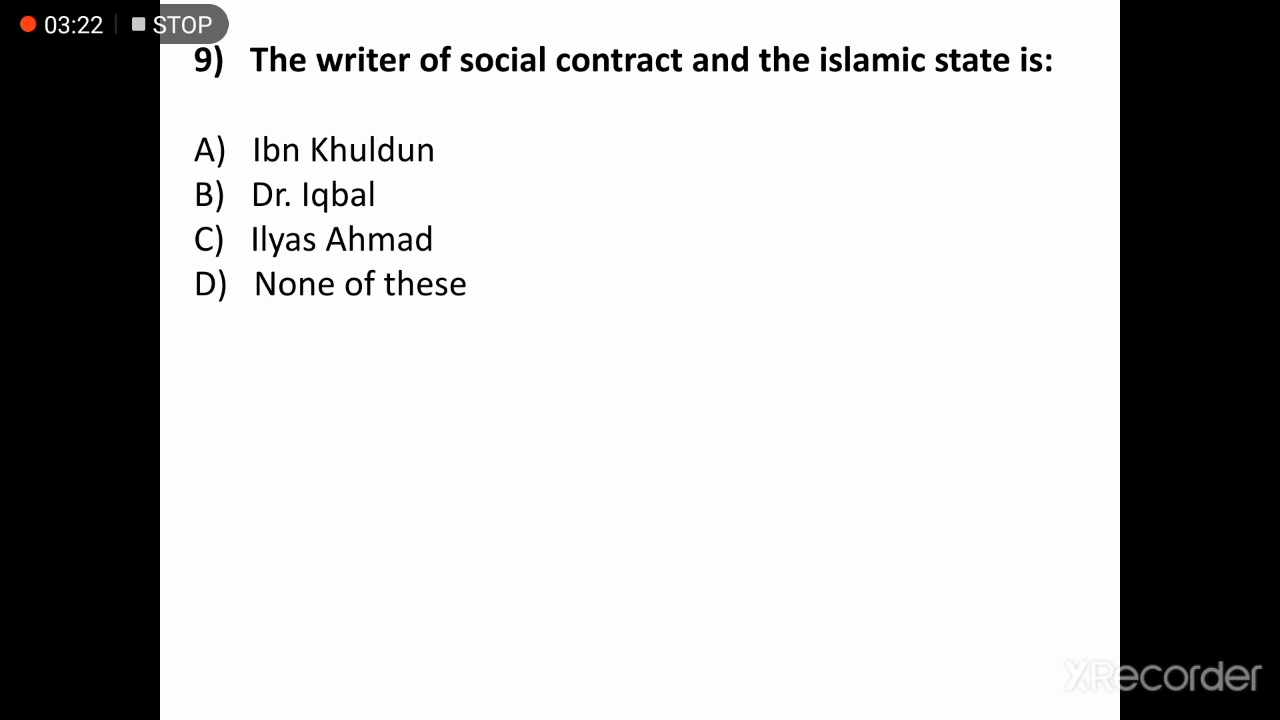 03:22 STOP
9) The writer of social contract and the islamic state is:
A) Ibn Khuldun
B) Dr. Iqbal
C) Ilyas Ahmad
D) None of these
XRecorder